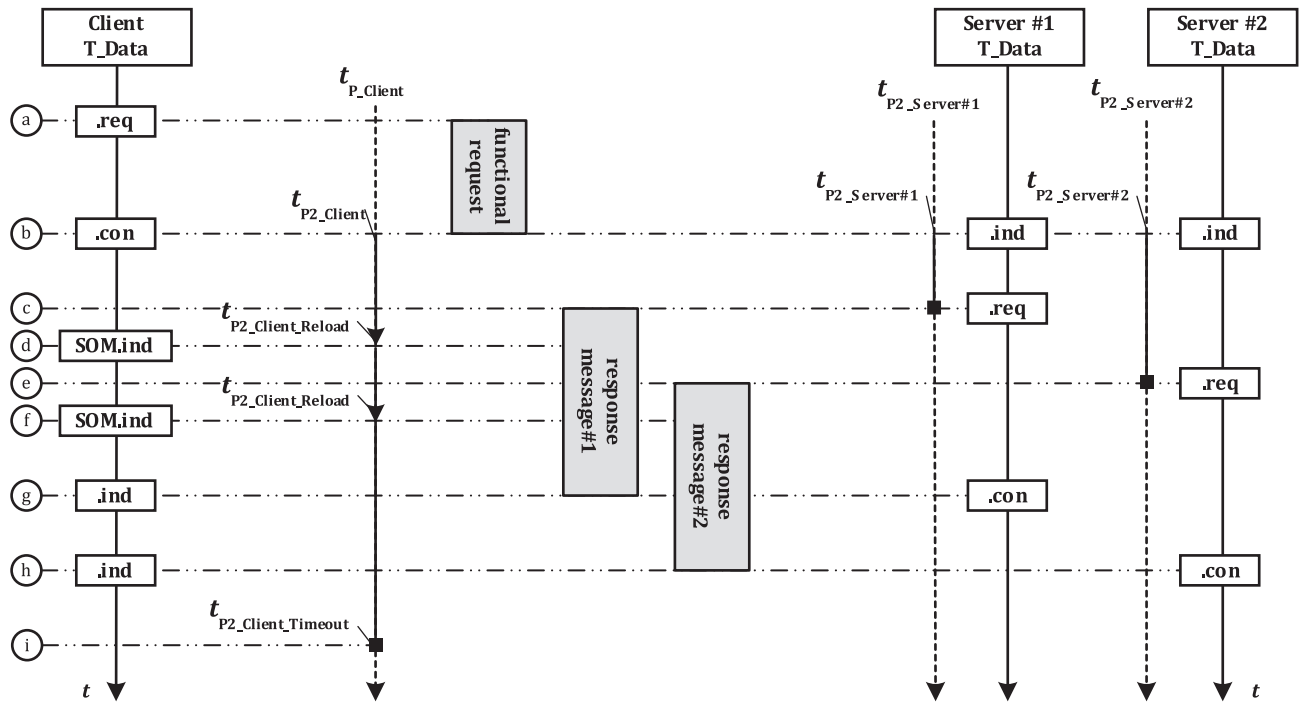 Client
T_Data
Server #1
T_Data
Server #2
T_Data
t P_Client
t P2_Server#1
t P2_Server#2
a
.req
functional
request
t P2_Client
t P2_Server#1
t P2_Server#2
b
.con
.ind
.ind
c
.req
t P2_Client_Reload
d
SOM.ind
response
message#1
e
.req
t P2_Client_Reload
f
SOM.ind
response
message#2
g
.ind
.con
h
.ind
.con
t P2_Client_Timeout
i
t
t